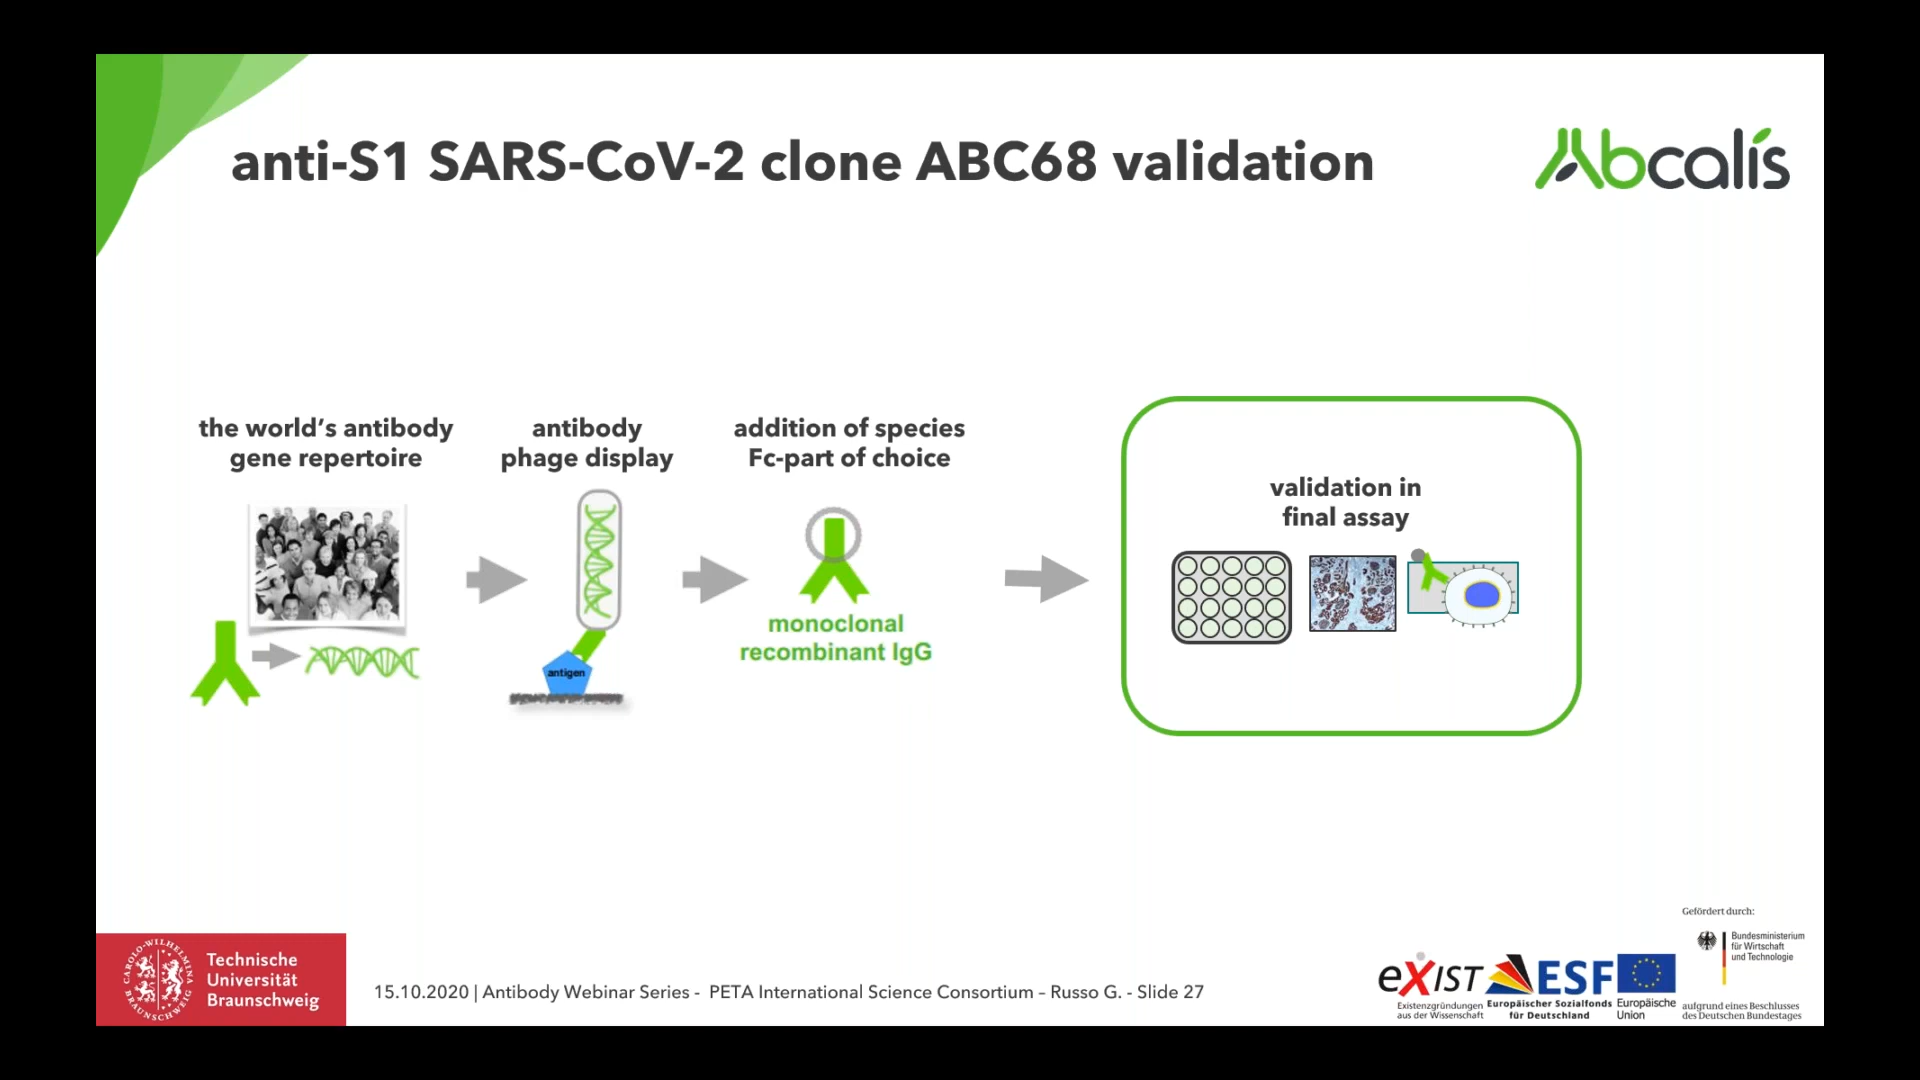 anti-S1 SARS-CoV-2 clone ABC68 validation
Abcalis
the world's antibody
gene repertoire
antibody
phage display
addition of species
Fc-part of choice
validation in
final assay
monoclonal
recombinant IgG
antigen
Gefördert durch:
Bundesministerium
für Wirtschaft
und Technologie
CAROLO-WILHELMINA
BRAUNSCHWEIG
Technische
Universität
Braunschweig
15.10.2020 | Antibody Webinar Series - PETA International Science Consortium – Russo G. - Slide 27
eXIST
Existenzgründungen
aus der Wissenschaft
ESF
Europäischer Sozialfonds
für Deutschland
Europäische
Union
aufgrund eines Beschlusses
des Deutschen Bundestages